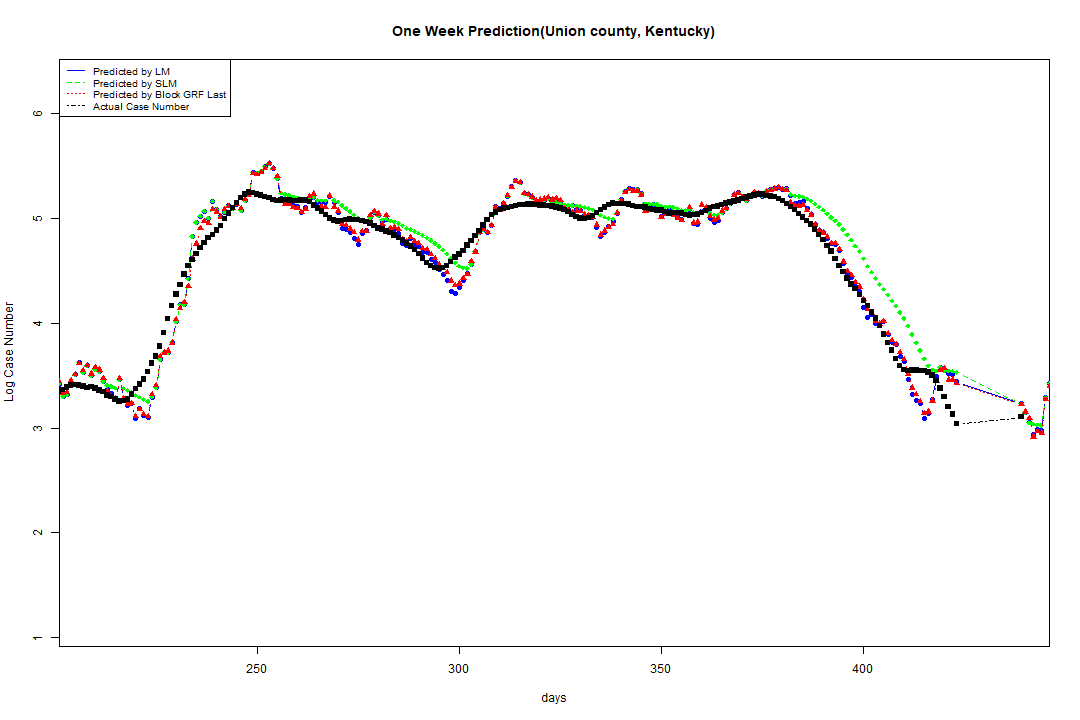 One Week Prediction(Union county, Kentucky)
Predicted by LM
Predicted by SLM
Predicted by Block GRF Last
Actual Case Number
6
5
4
3
2
1
Log Case Number
250 300 350 400
days